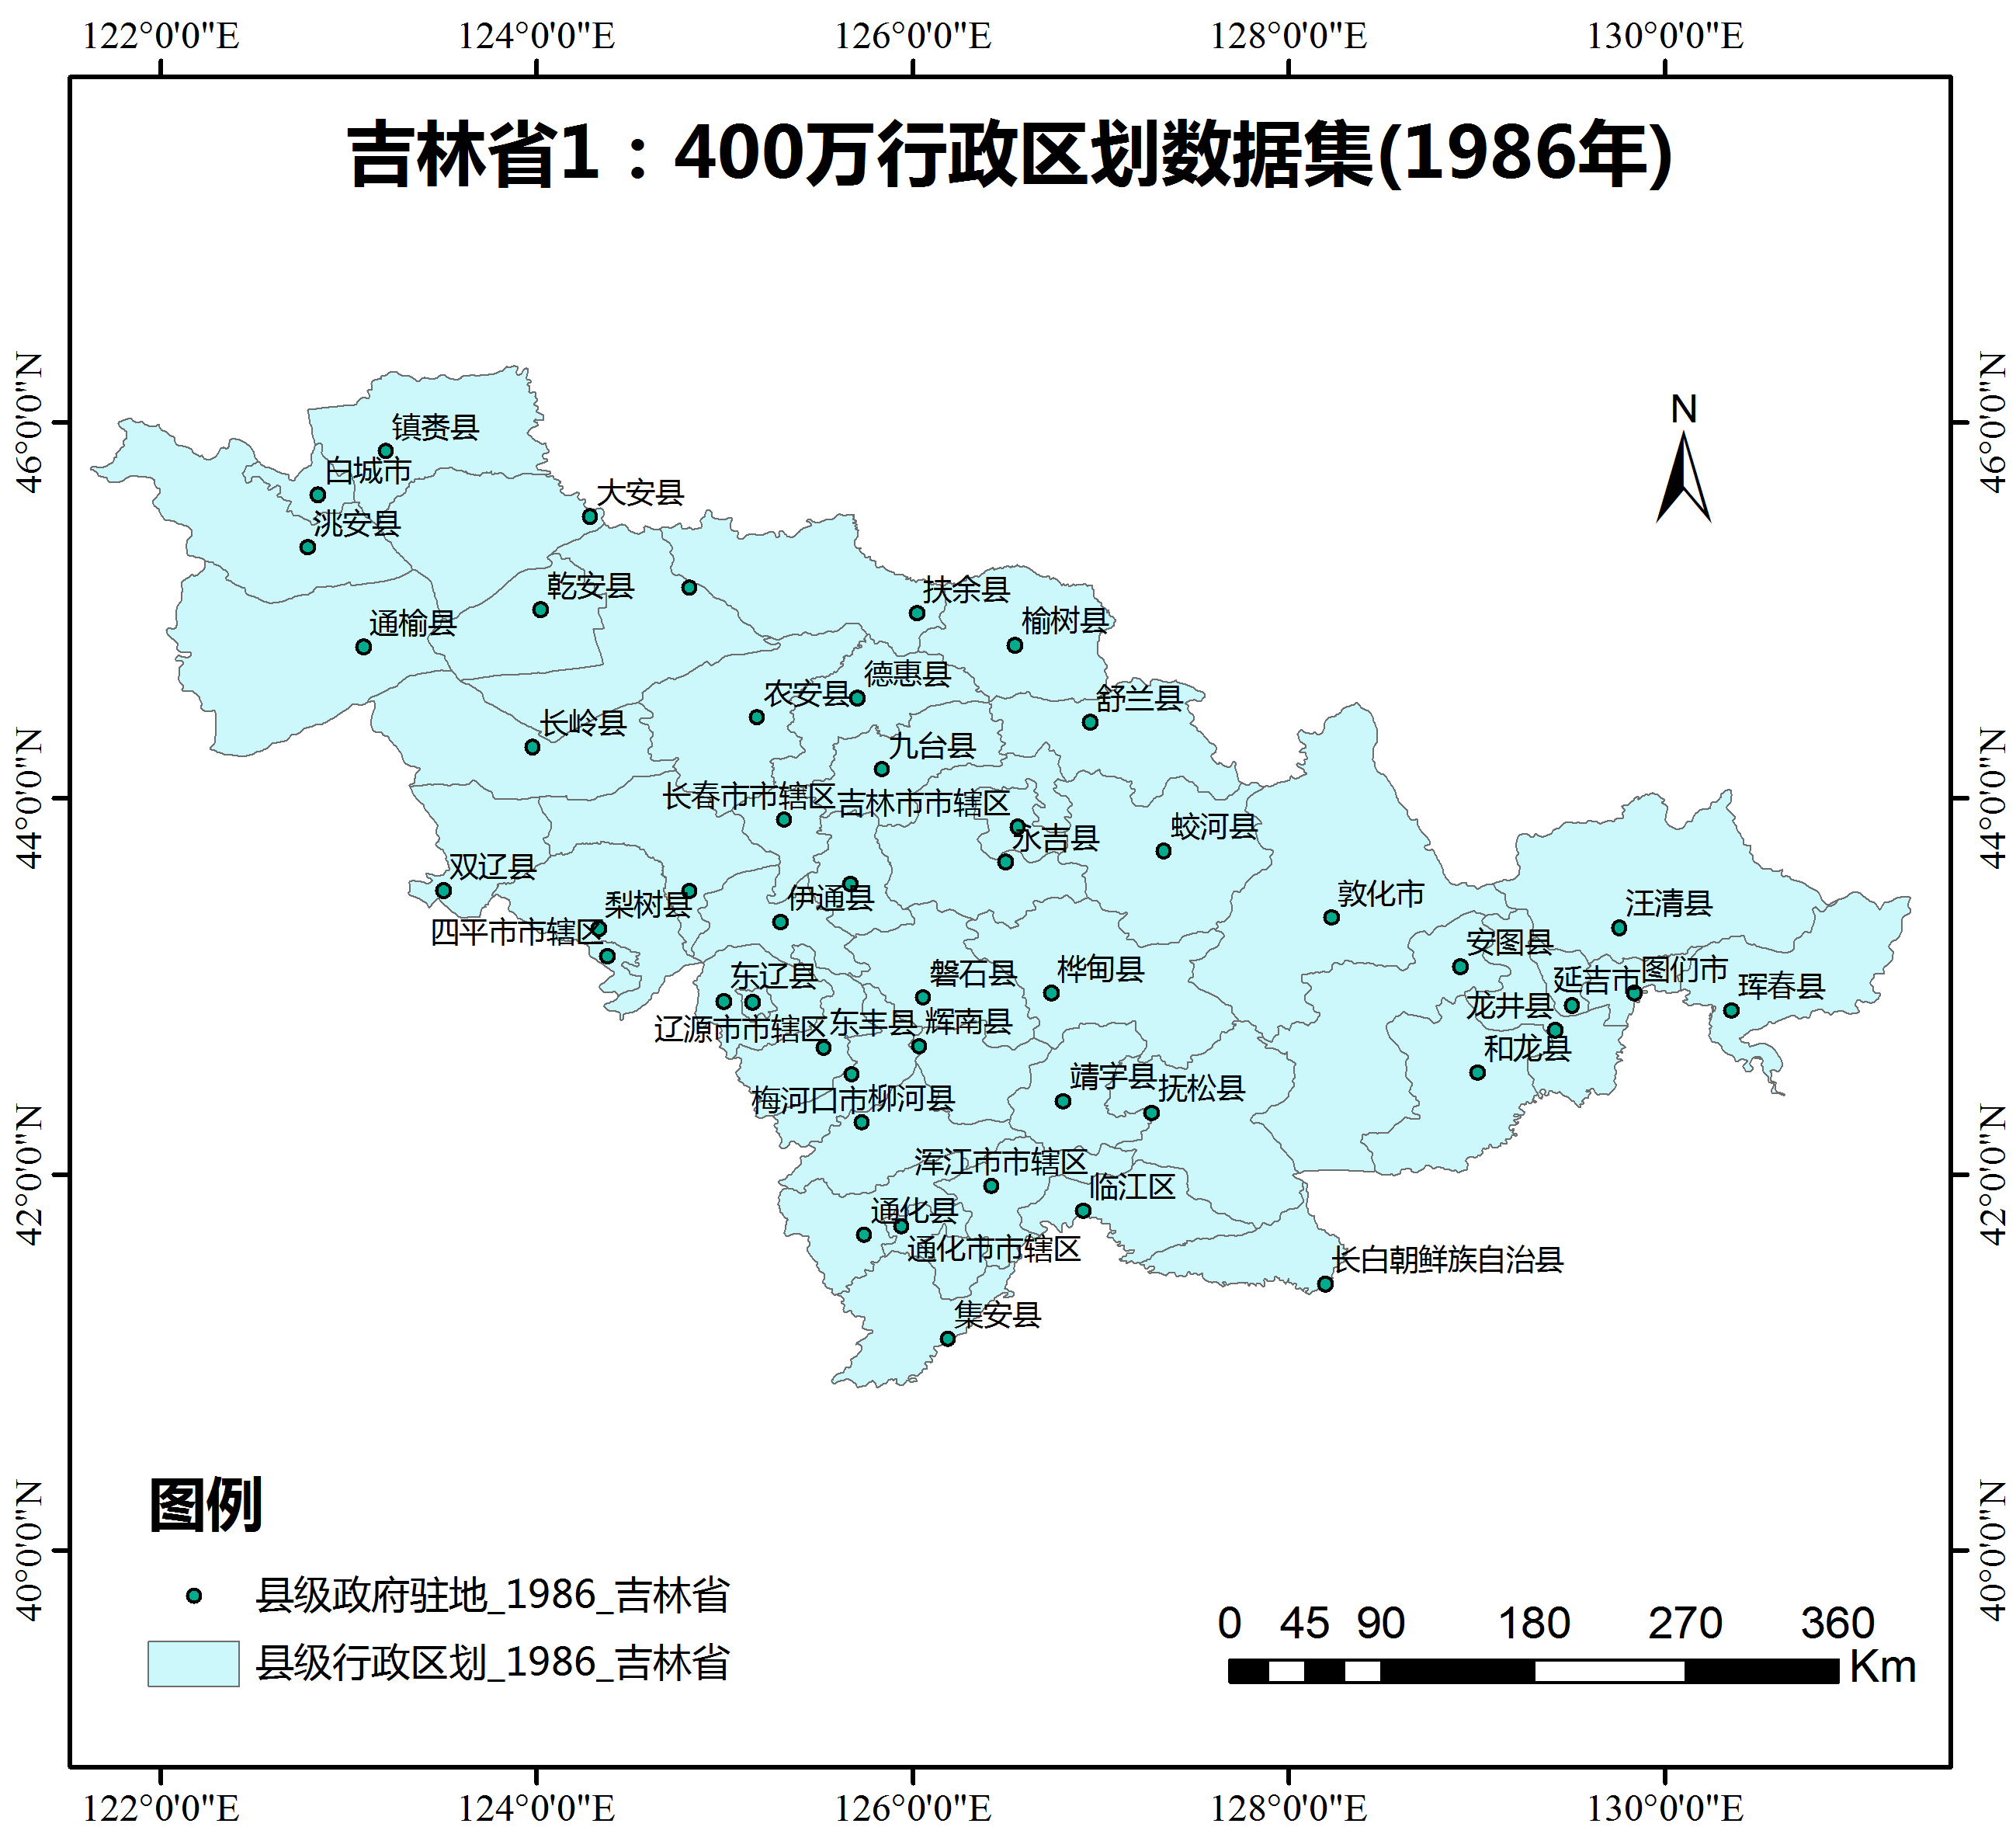 122°0'0"E 124°0'0"E 126°0'0"E 128°0'0"E 130°0'0"E
吉林省1：400万行政区划数据集(1986年)
46°0'0"N
46°0'0"N
N
镇赉县
白城市
大安县
洮安县
乾安县
扶余县
通榆县
榆树县
德惠县
农安县
舒兰县
长岭县
九台县
44°0'0"N
44°0'0"N
长春市市辖区
吉林市市辖区
永吉县
蛟河县
双辽县
伊通县
梨树县
敦化市
汪清县
四平市市辖区
安图县
东辽县
磐石县
桦甸县
延吉市
图们市
珲春县
龙井县
辽源市市辖区
东丰县
辉南县
和龙县
靖宇县
抚松县
梅河口市
柳河县
42°0'0"N
42°0'0"N
浑江市市辖区
临江区
通化县
通化市市辖区
长白朝鲜族自治县
集安县
图例
40°0'0"N
40°0'0"N
县级政府驻地_1986_吉林省
县级行政区划_1986_吉林省
0 45 90 180 270 360
Km
122°0'0"E 124°0'0"E 126°0'0"E 128°0'0"E 130°0'0"E